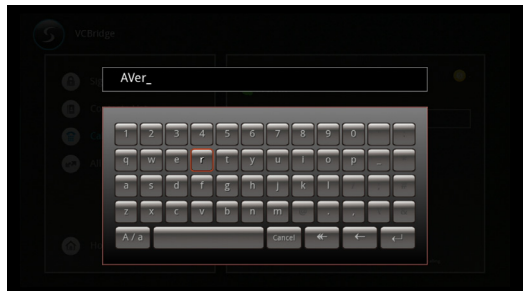 VCBridge
AVer_
1 2 3 4 5 6 7 8 9 0
q w e r t y u i o p _
a s d f g h j k l
z x c v b n m . ,
A / a Cancel